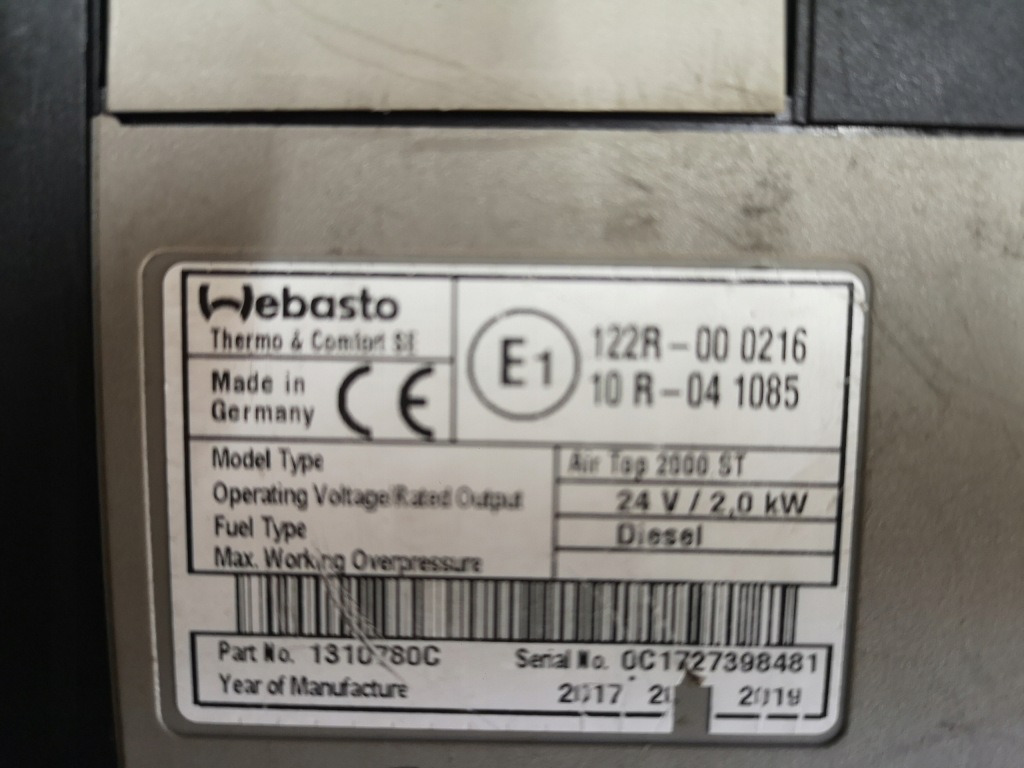 Webasto
Thermo & Comfort SE
Made in
Germany
CE
E1
122R-00 0216
10 R-04 1085
Model Type Air Top 2000 ST
Operating Voltage/Rated Output 24 V / 2,0 kW
Fuel Type Diesel
Max. Working Overpressure
Part No. 1310780C Serial No. 0C1727398481
Year of Manufacture 2017 2019